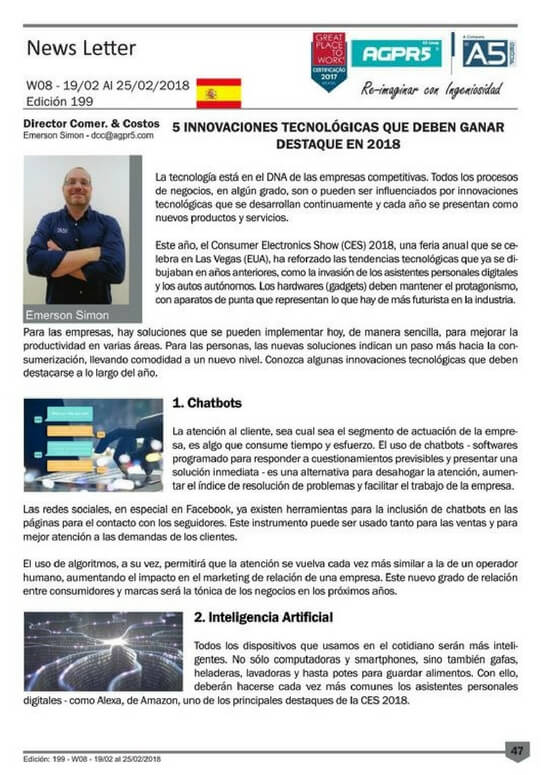 News Letter
W08 - 19/02 Al 25/02/2018
Edición 199
GREAT
PLACE
TO
WORK®
CERTIFICACIÓN
2017
AGPR5
A5
Re-imaginar con Ingeniosidad
Director Comer. & Costos
Emerson Simon - dcc@agpr5.com
5 INNOVACIONES TECNOLÓGICAS QUE DEBEN GANAR
DESTAQUE EN 2018
La tecnología está en el DNA de las empresas competitivas. Todos los procesos
de negocios, en algún grado, son o pueden ser influenciados por innovaciones
tecnológicas que se desarrollan continuamente y cada año se presentan como
nuevos productos y servicios.
Este año, el Consumer Electronics Show (CES) 2018, una feria anual que se ce-
lebra en Las Vegas (EUA), ha reforzado las tendencias tecnológicas que ya se di-
bujaban en años anteriores, como la invasión de los asistentes personales digitales
y los autos autónomos. Los hardwares (gadgets) deben mantener el protagonismo,
con aparatos de punta que representan lo que hay de más futurista en la industria.
Emerson Simon
Para las empresas, hay soluciones que se pueden implementar hoy, de manera sencilla, para mejorar la
productividad en varias áreas. Para las personas, las nuevas soluciones indican un paso más hacia la con-
sumerización, llevando comodidad a un nuevo nivel. Conozca algunas innovaciones tecnológicas que deben
destacarse a lo largo del año.
1. Chatbots
La atención al cliente, sea cual sea el segmento de actuación de la empre-
sa, es algo que consume tiempo y esfuerzo. El uso de chatbots - softwares
programado para responder a cuestionamientos previsibles y presentar una
solución inmediata - es una alternativa para desahogar la atención, aumen-
tar el índice de resolución de problemas y facilitar el trabajo de la empresa.
Las redes sociales, en especial en Facebook, ya existen herramientas para la inclusión de chatbots en las
páginas para el contacto con los seguidores. Este instrumento puede ser usado tanto para las ventas y para
mejor atención a las demandas de los clientes.
El uso de algoritmos, a su vez, permitirá que la atención se vuelva cada vez más similar a la de un operador
humano, aumentando el impacto en el marketing de relación de una empresa. Este nuevo grado de relación
entre consumidores y marcas será la tónica de los negocios en los próximos años.
2. Inteligencia Artificial
Todos los dispositivos que usamos en el cotidiano serán más inteli-
gentes. No sólo computadoras y smartphones, sino también gafas,
heladeras, lavadoras y hasta potes para guardar alimentos. Con ello,
deberán hacerse cada vez más comunes los asistentes personales
digitales - como Alexa, de Amazon, uno de los principales destaques de la CES 2018.
47
Edición: 199 - W08 - 19/02 al 25/02/2018